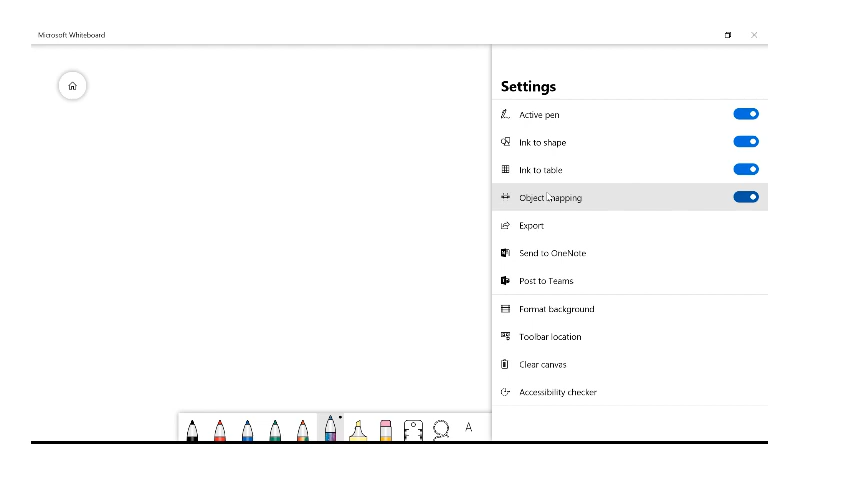 Microsoft Whiteboard
Settings
Active pen
Ink to shape
Ink to table
Object snapping
Export
Send to OneNote
Post to Teams
Format background
Toolbar location
Clear canvas
Accessibility checker
A